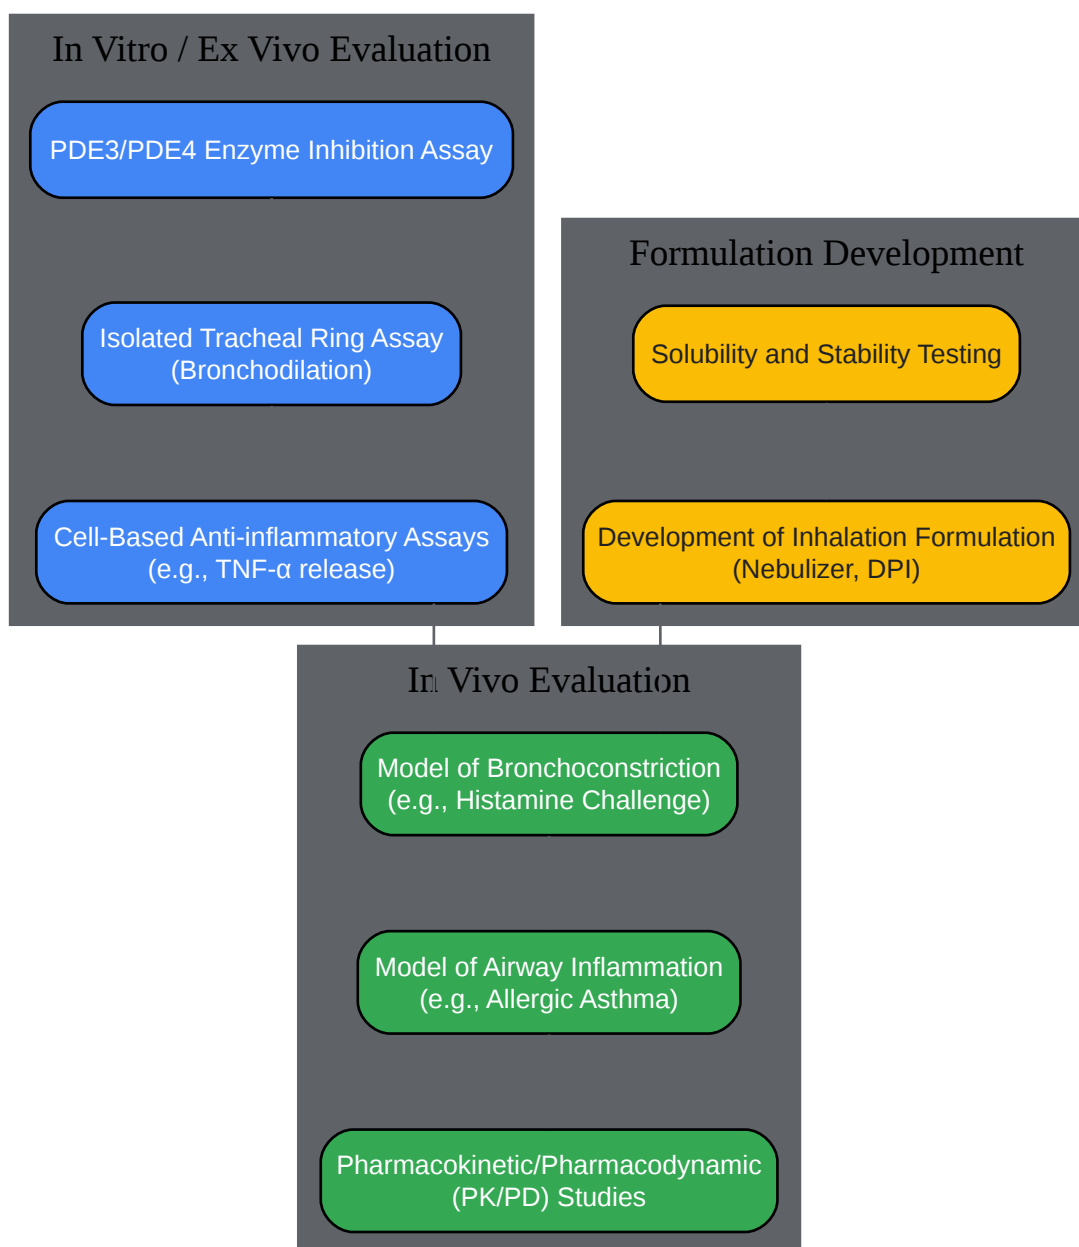 In Vitro / Ex Vivo Evaluation
PDE3/PDE4 Enzyme Inhibition Assay
Isolated Tracheal Ring Assay
(Bronchodilation)
Cell-Based Anti-inflammatory Assays
(e.g., TNF-α release)
Formulation Development
Solubility and Stability Testing
Development of Inhalation Formulation
(Nebulizer, DPI)
In Vivo Evaluation
Model of Bronchoconstriction
(e.g., Histamine Challenge)
Model of Airway Inflammation
(e.g., Allergic Asthma)
Pharmacokinetic/Pharmacodynamic
(PK/PD) Studies